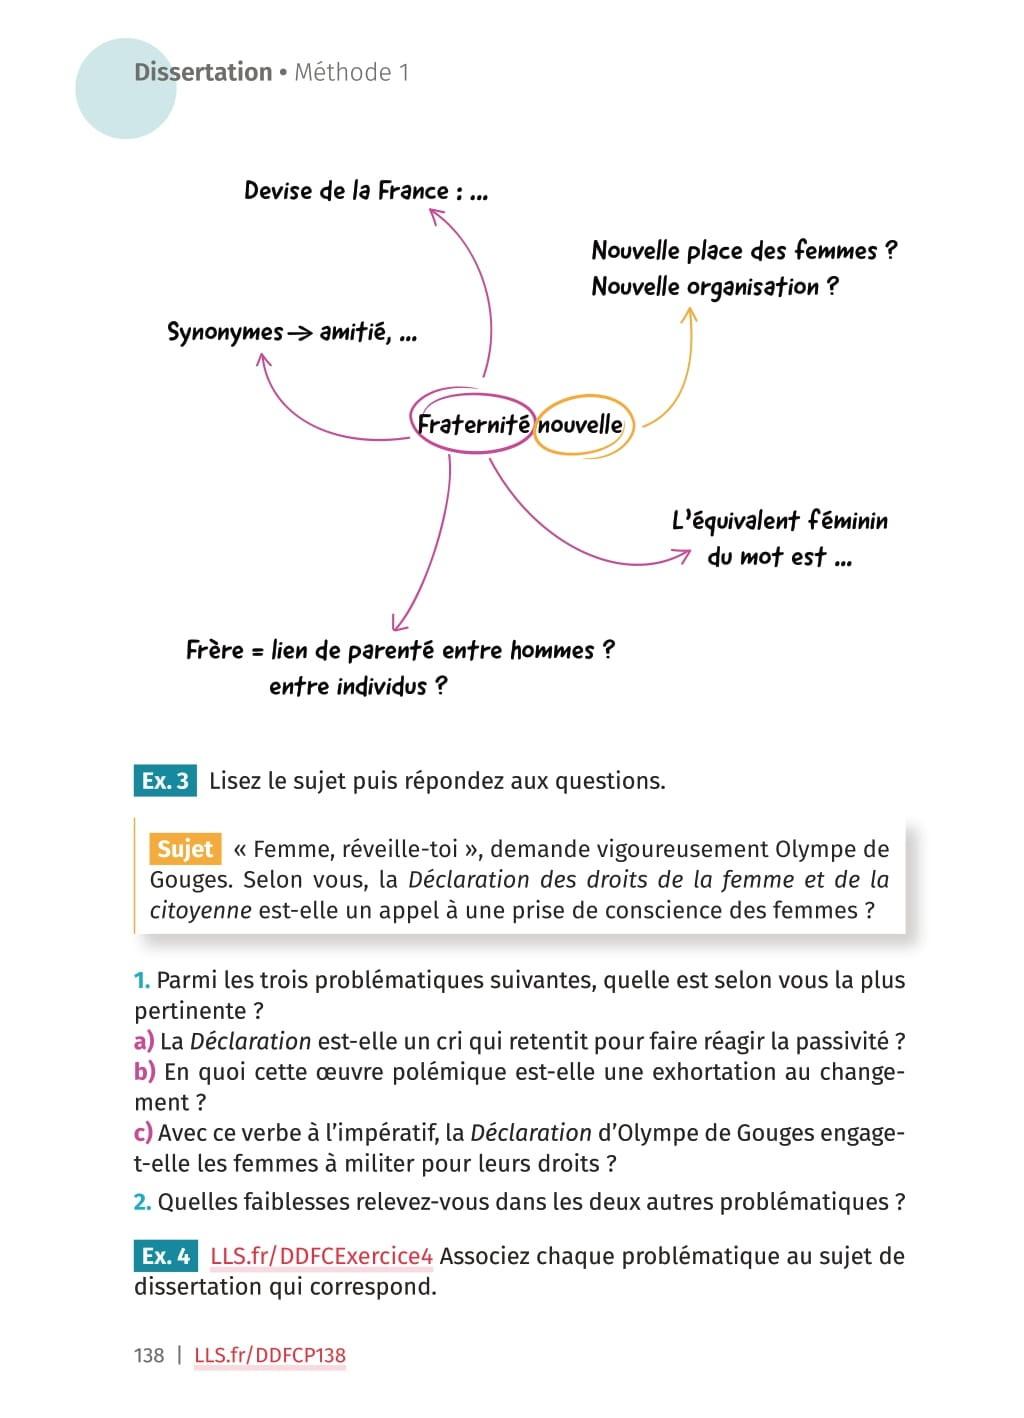 Dissertation • Méthode 1
Devise de la France : ...
Nouvelle place des femmes ?
Nouvelle organisation ?
Synonymes → amitié, ...
Fraternité nouvelle
L'équivalent féminin
du mot est ...
Frère = lien de parenté entre hommes ?
entre individus ?
Ex. 3 Lisez le sujet puis répondez aux questions.
Sujet « Femme, réveille-toi », demande vigoureusement Olympe de
Gouges. Selon vous, la Déclaration des droits de la femme et de la
citoyenne est-elle un appel à une prise de conscience des femmes ?
1. Parmi les trois problématiques suivantes, quelle est selon vous la plus
pertinente ?
a) La Déclaration est-elle un cri qui retentit pour faire réagir la passivité ?
b) En quoi cette œuvre polémique est-elle une exhortation au change-
ment ?
c) Avec ce verbe à l'impératif, la Déclaration d'Olympe de Gouges engage-
t-elle les femmes à militer pour leurs droits ?
2. Quelles faiblesses relevez-vous dans les deux autres problématiques ?
Ex. 4 LLS.fr/DDFCExercice4 Associez chaque problématique au sujet de
dissertation qui correspond.
138 | LLS.fr/DDFCP138